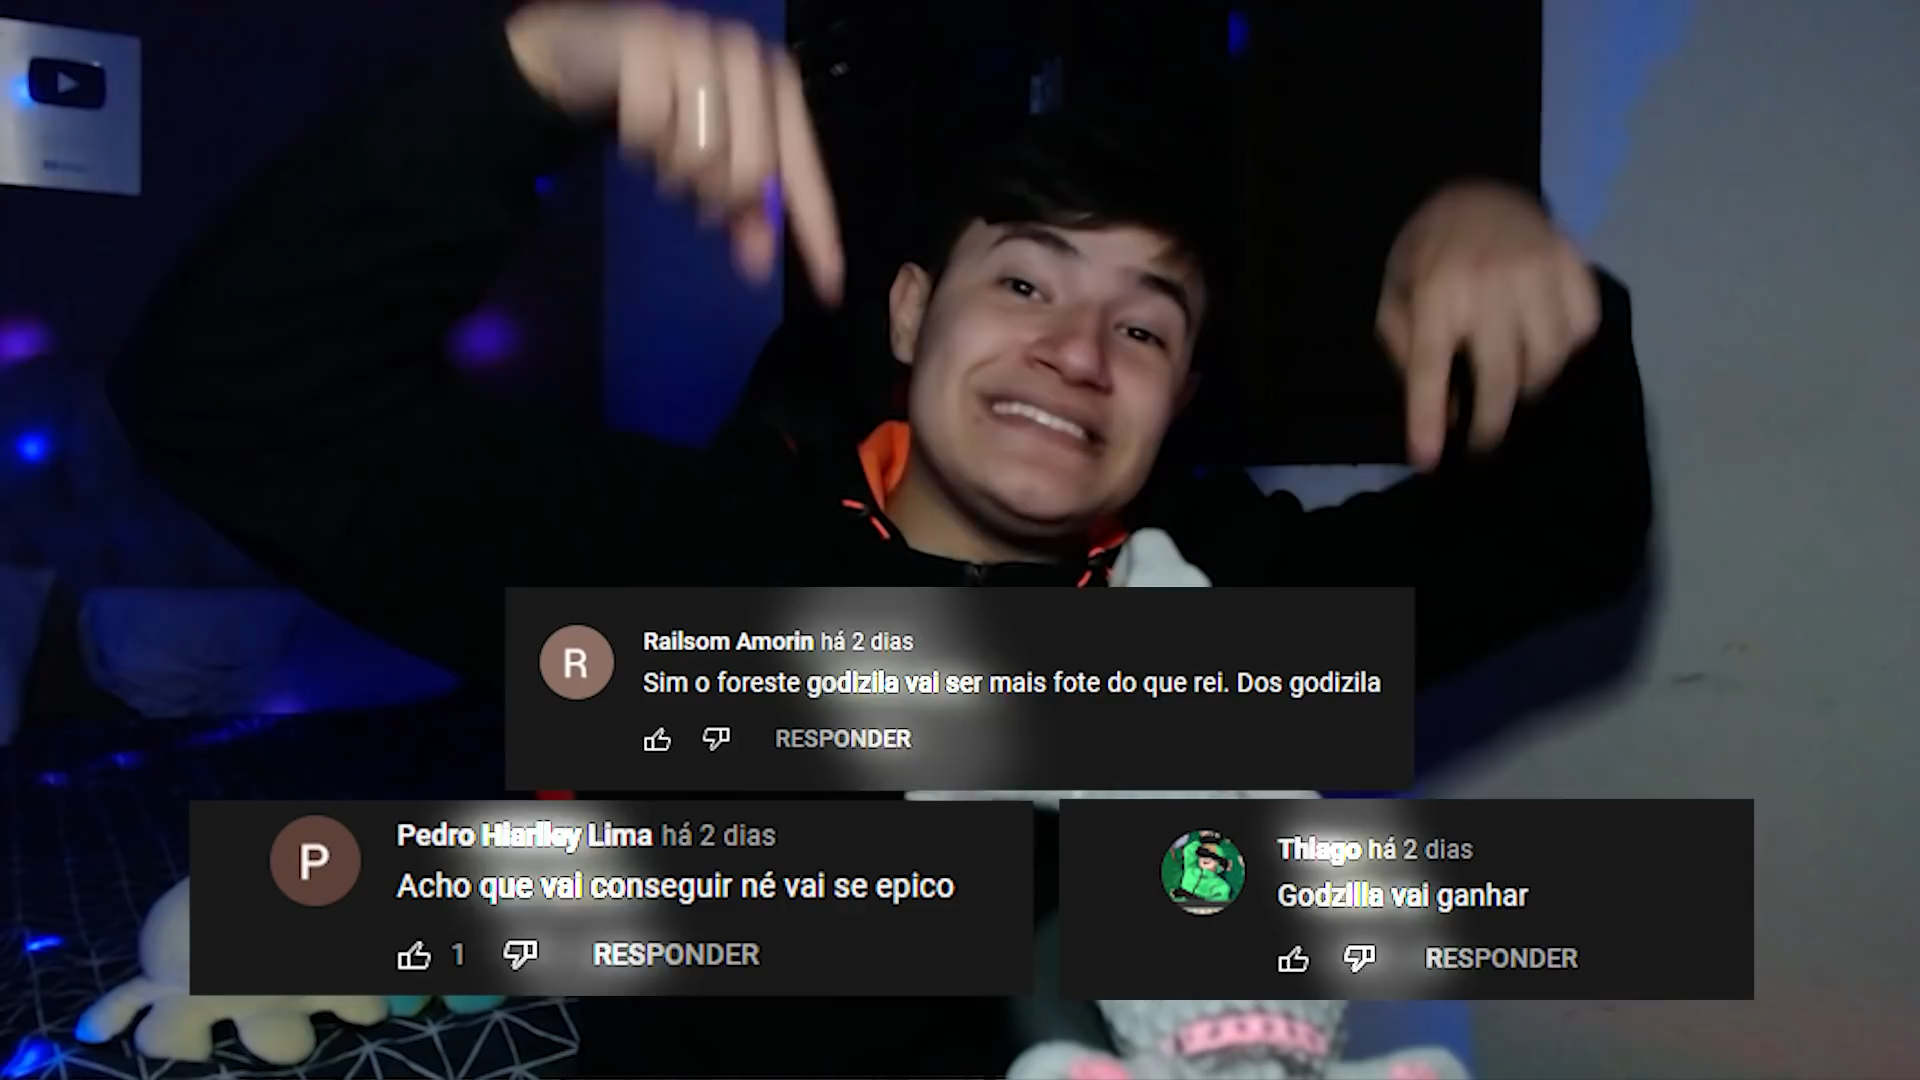 R
Railsom Amorin há 2 dias
Sim o foreste godizila vai ser mais fote do que rei. Dos godizila
RESPONDER
P
Pedro Hianlley Lima há 2 dias
Acho que vai conseguir né vai se epico
1
RESPONDER
Thiago há 2 dias
Godzilla vai ganhar
RESPONDER